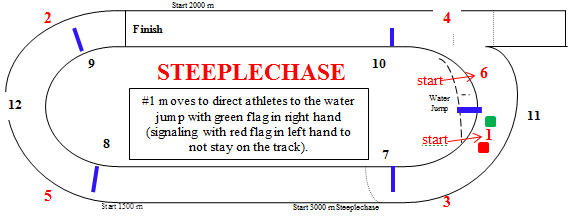 Start 2000 m
2
4
Finish
9
10
STEEPLECHASE
start
6
Water
Jump
12
#1 moves to direct athletes to the water
jump with green flag in right hand
(signaling with red flag in left hand to
not stay on the track).
11
start
1
8
7
5
3
Start 1500 m
Start 3000 m Steeplechase